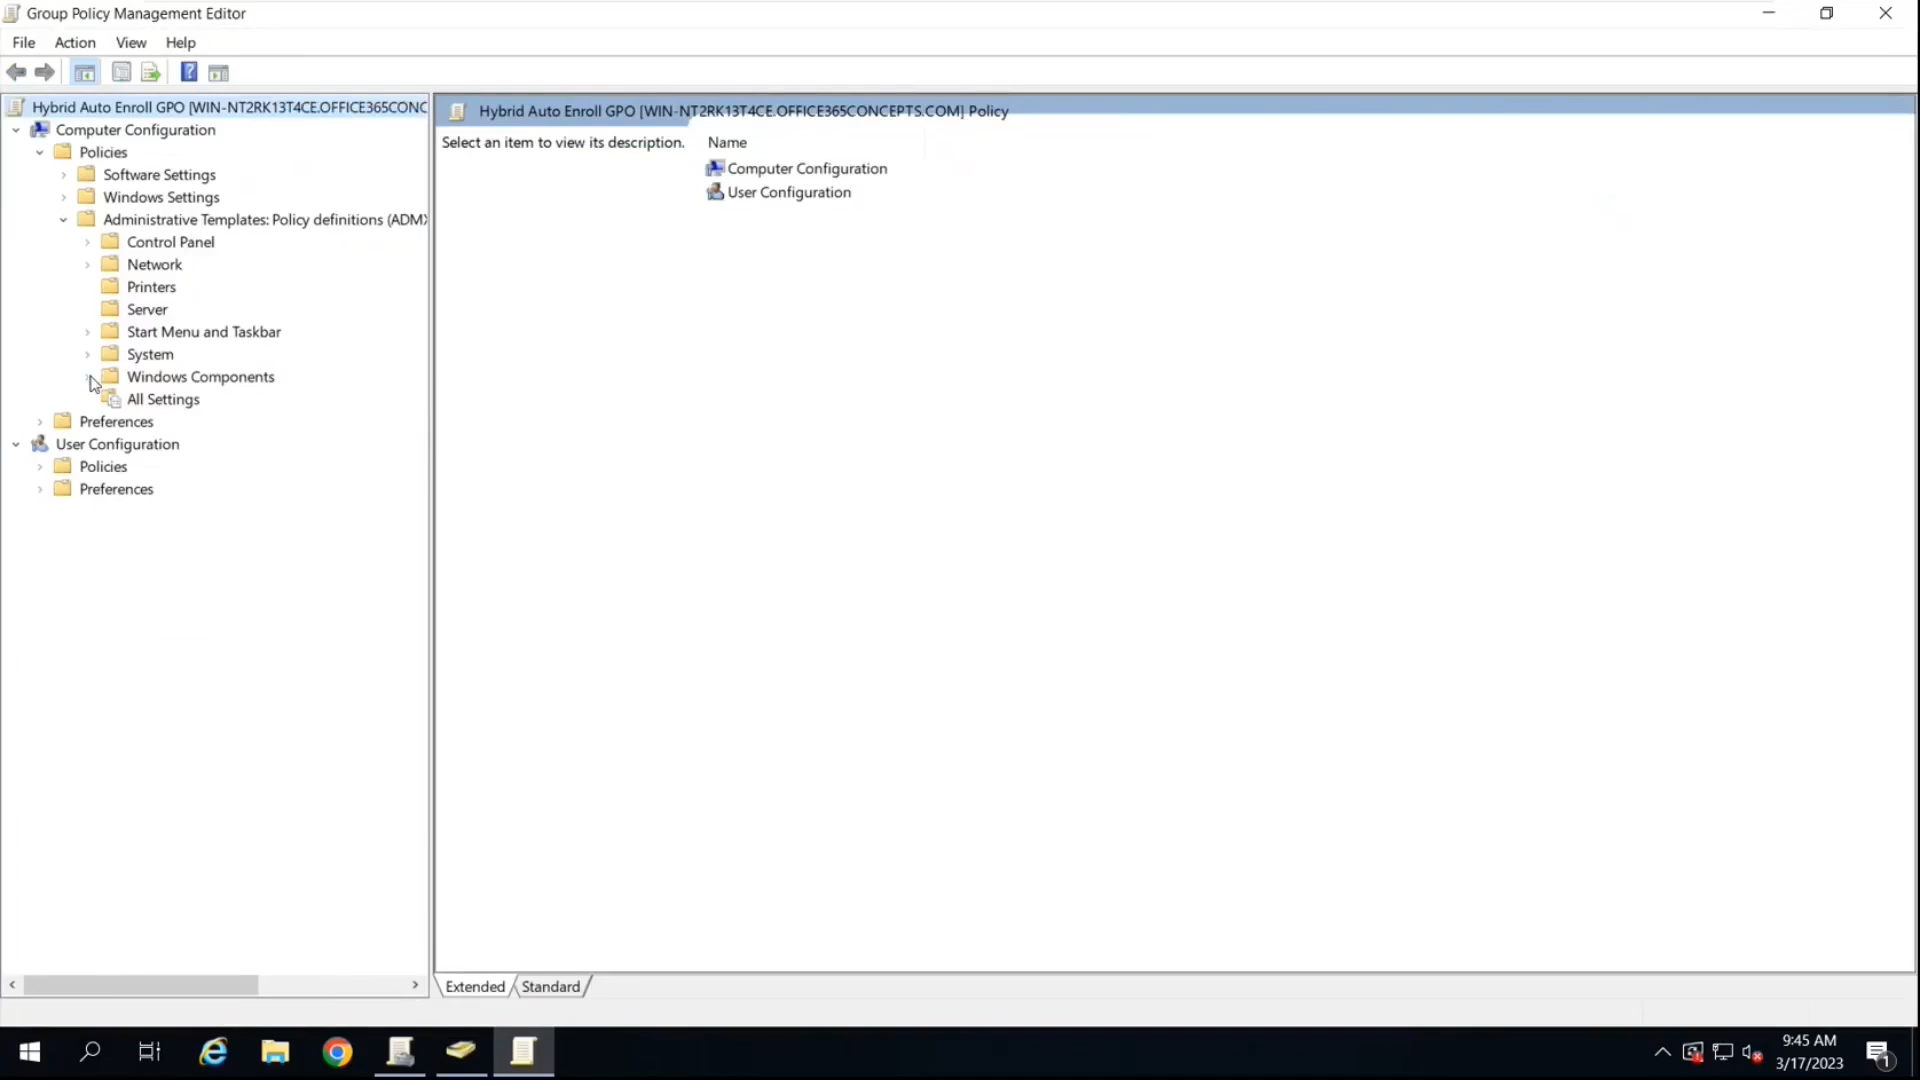 Group Policy Management Editor
File Action View Help
Hybrid Auto Enroll GPO [WIN-NT2RK13T4CE.OFFICE365CONC
Computer Configuration
Policies
Software Settings
Windows Settings
Administrative Templates: Policy definitions (ADMX
Control Panel
Network
Printers
Server
Start Menu and Taskbar
System
Windows Components
All Settings
Preferences
User Configuration
Policies
Preferences
Hybrid Auto Enroll GPO [WIN-NT2RK13T4CE.OFFICE365CONCEPTS.COM] Policy
Select an item to view its description.
Name
Computer Configuration
User Configuration
Extended Standard
9:45 AM
3/17/2023
1